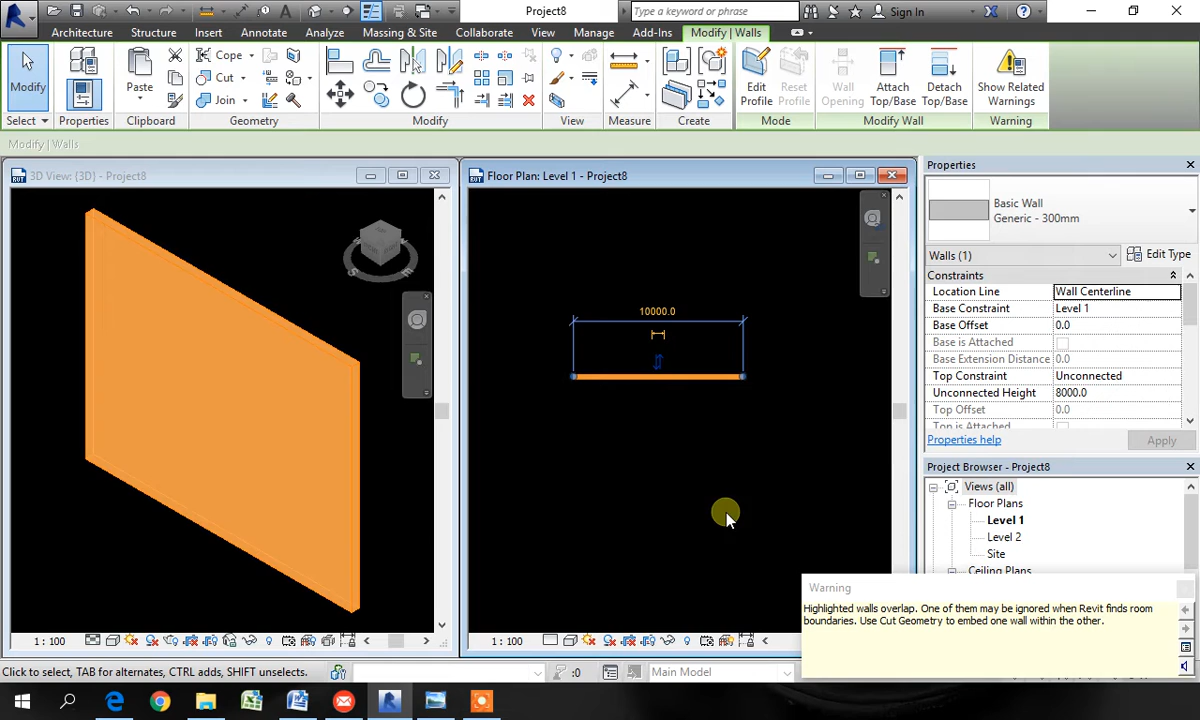 Project8
Type a keyword or phrase
Sign In
Architecture Structure Insert Annotate Analyze Massing & Site Collaborate View Manage Add-Ins Modify | Walls
Modify
Paste
Cope
Cut
Join
Edit Profile
Reset Profile
Wall Opening
Attach Top/Base
Detach Top/Base
Show Related Warnings
Select Properties Clipboard Geometry Modify View Measure Create Mode Modify Wall Warning
Modify | Walls
3D View: {3D} - Project8
Floor Plan: Level 1 - Project8
10000.0
Properties
Basic Wall
Generic - 300mm
Walls (1)
Edit Type
Constraints
Location Line Wall Centerline
Base Constraint Level 1
Base Offset 0.0
Base is Attached
Base Extension Distance 0.0
Top Constraint Unconnected
Unconnected Height 8000.0
Top Offset 0.0
Top is Attached
Properties help
Apply
Project Browser - Project8
Views (all)
Floor Plans
Level 1
Level 2
Site
Ceiling Plans
Warning
Highlighted walls overlap. One of them may be ignored when Revit finds room
boundaries. Use Cut Geometry to embed one wall within the other.
1 : 100
1 : 100
Click to select, TAB for alternates, CTRL adds, SHIFT unselects.
:0
Main Model